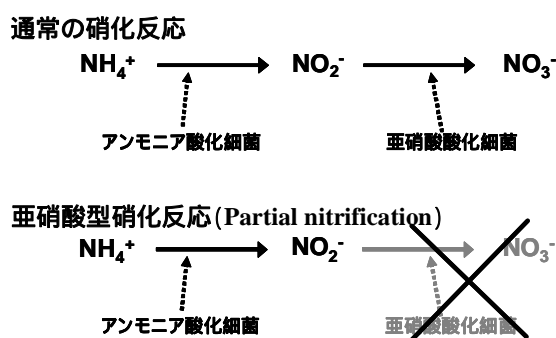 通常の硝化反応
NH₄⁺ NO₂⁻ NO₃⁻
アンモニア酸化細菌 亜硝酸酸化細菌
亜硝酸型硝化反応(Partial nitrification)
NH₄⁺ NO₂⁻ NO₃⁻
アンモニア酸化細菌 亜硝酸酸化細菌